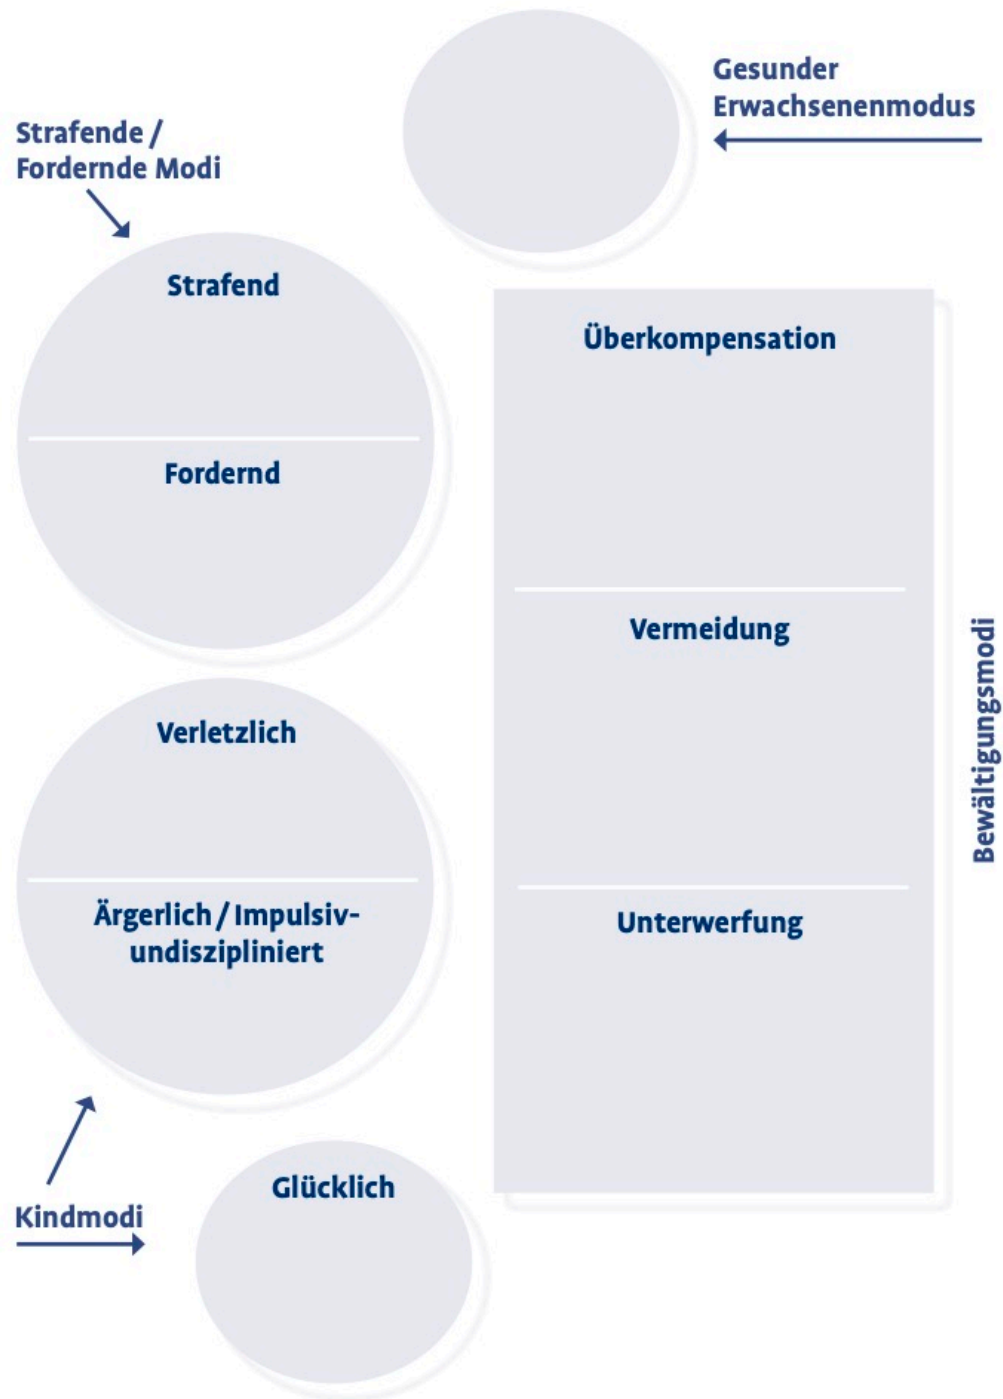 Gesunder
Erwachsenenmodus
Strafende /
Fordernde Modi
Strafend
Fordernd
Überkompensation
Vermeidung
Unterwerfung
Bewältigungsmodi
Verletzlich
Ärgerlich / Impulsiv-
undiszipliniert
Kindmodi
Glücklich